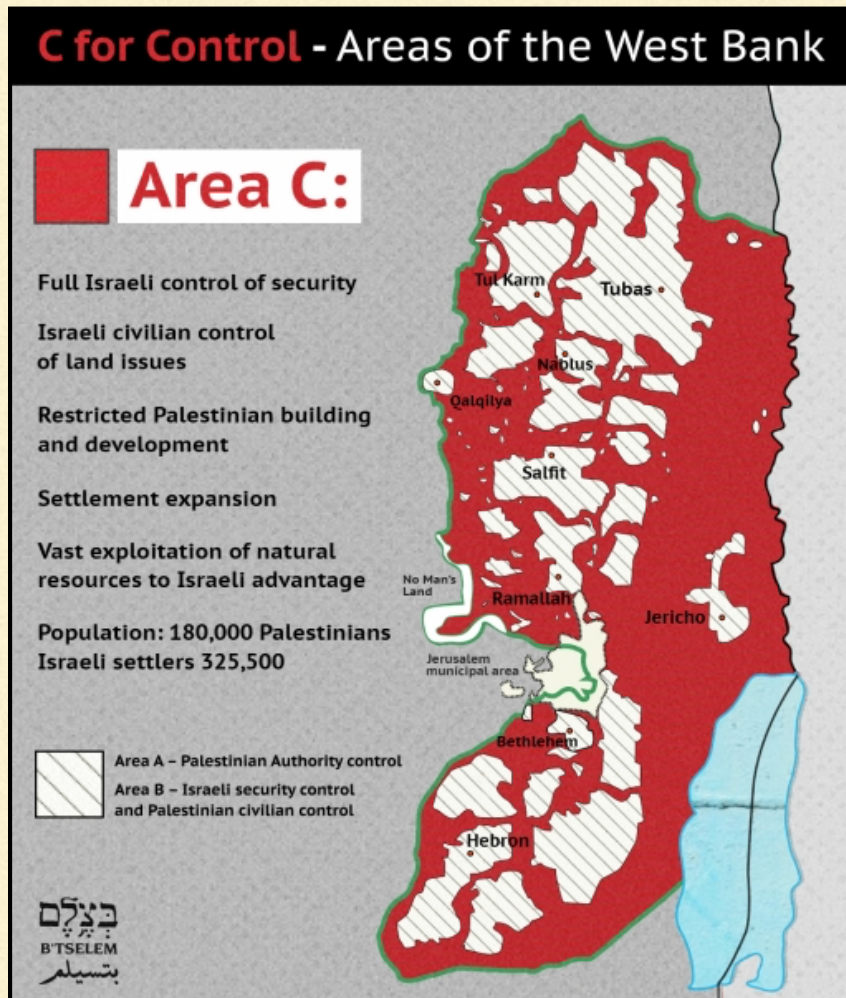 C for Control - Areas of the West Bank
Area C:
Full Israeli control of security
Israeli civilian control
of land issues
Restricted Palestinian building
and development
Settlement expansion
Vast exploitation of natural
resources to Israeli advantage
Population: 180,000 Palestinians
Israeli settlers 325,500
Area A – Palestinian Authority control
Area B – Israeli security control
and Palestinian civilian control
Tul Karm
Tubas
Nablus
Qalqilya
Salfit
No Man's
Land
Ramallah
Jericho
Jerusalem
municipal area
Bethlehem
Hebron
בְּצֶלֶם
B'TSELEM
بتسيلم